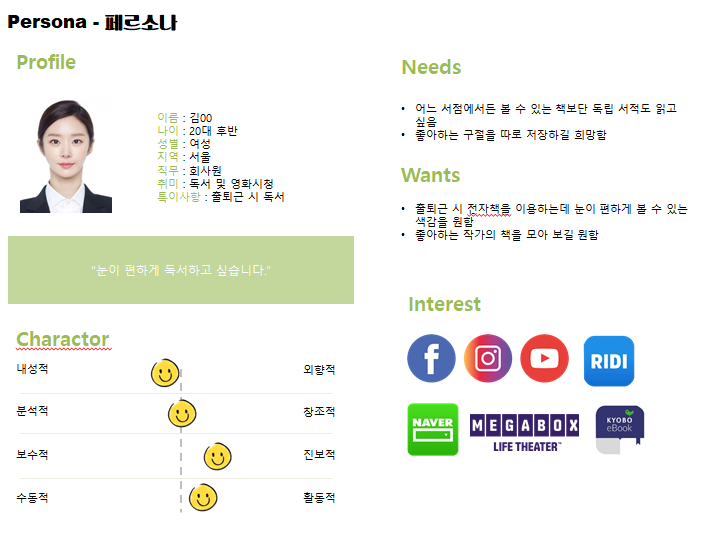 Persona - 페르소나
Profile
이름 : 김00
나이 : 20대 후반
성별 : 여성
지역 : 서울
직무 : 회사원
취미 : 독서 및 영화시청
특이사항 : 출퇴근 시 독서
"눈이 편하게 독서하고 싶습니다."
Charactor
내성적 외향적
분석적 창조적
보수적 진보적
수동적 활동적
Needs
• 어느 서점에서든 볼 수 있는 책보단 독립 서적도 읽고
싶음
• 좋아하는 구절을 따로 저장하길 희망함
Wants
• 출퇴근 시 전자책을 이용하는데 눈이 편하게 볼 수 있는
색감을 원함
• 좋아하는 작가의 책을 모아 보길 원함
Interest
f
RIDI
NAVER
MEGABOX
LIFE THEATER™
KYOBO
eBook